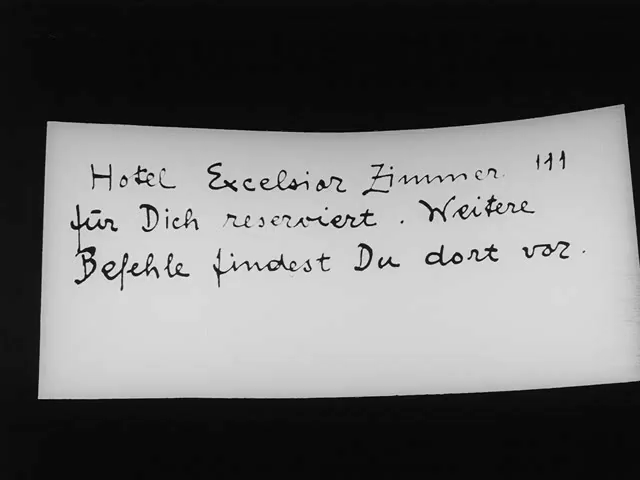 Hotel Excelsior Zimmer 111
für Dich reserviert. Weitere
Befehle findest Du dort vor.